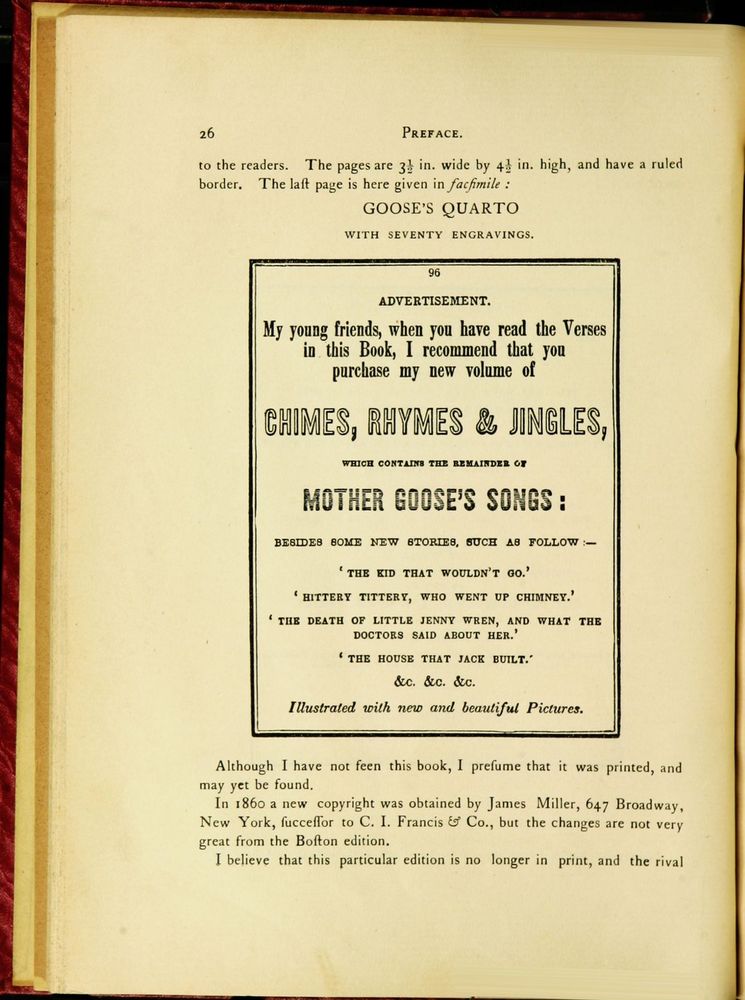 26 PREFACE.
to the readers. The pages are 3½ in. wide by 4½ in. high, and have a ruled
border. The laſt page is here given in facſimile :
GOOSE'S QUARTO
WITH SEVENTY ENGRAVINGS.
96
ADVERTISEMENT.
My young friends, when you have read the Verses
in this Book, I recommend that you
purchase my new volume of
CHIMES, RHYMES & JINGLES,
WHICH CONTAINS THE REMAINDER OF
MOTHER GOOSE'S SONGS :
BESIDES SOME NEW STORIES, SUCH AS FOLLOW :—
‘ THE KID THAT WOULDN'T GO.’
‘ HITTERY TITTERY, WHO WENT UP CHIMNEY.’
‘ THE DEATH OF LITTLE JENNY WREN, AND WHAT THE
DOCTORS SAID ABOUT HER.’
‘ THE HOUSE THAT JACK BUILT.’
&c. &c. &c.
Illustrated with new and beautiful Pictures.
Although I have not ſeen this book, I preſume that it was printed, and
may yet be found.
In 1860 a new copyright was obtained by James Miller, 647 Broadway,
New York, ſucceſſor to C. I. Francis & Co., but the changes are not very
great from the Boſton edition.
I believe that this particular edition is no longer in print, and the rival